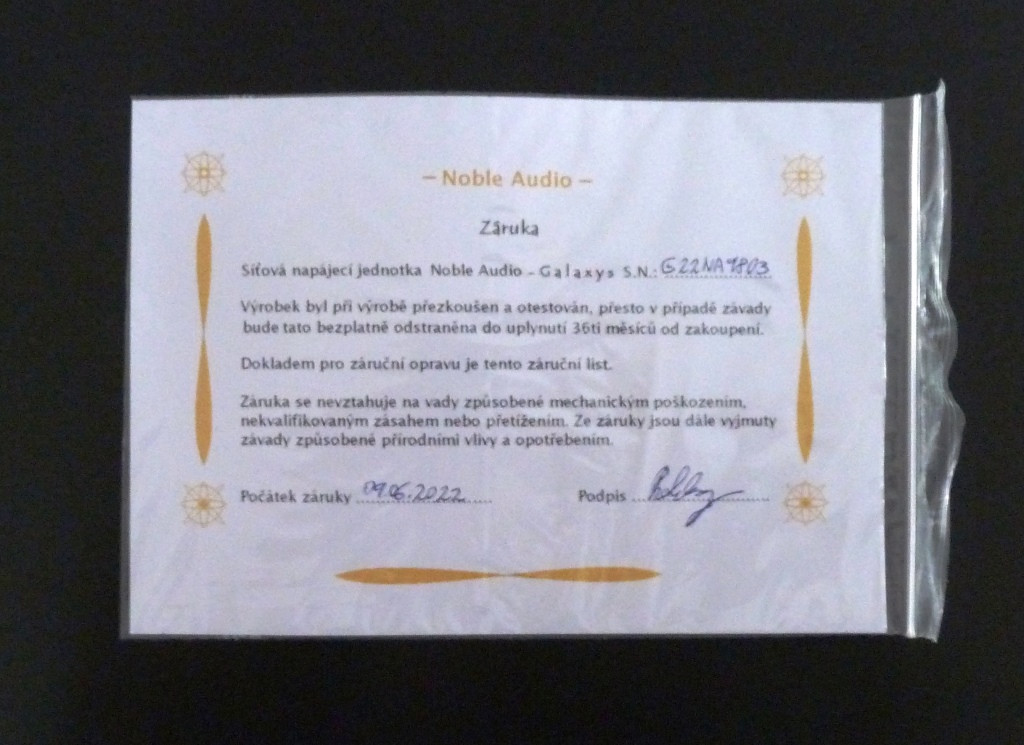 – Noble Audio –
Záruka
Síťová napájecí jednotka Noble Audio - Galaxys S.N.: G22NA9803
Výrobek byl při výrobě přezkoušen a otestován, přesto v případě závady
bude tato bezplatně odstraněna do uplynutí 36ti měsíců od zakoupení.
Dokladem pro záruční opravu je tento záruční list.
Záruka se nevztahuje na vady způsobené mechanickým poškozením,
nekvalifikovaným zásahem nebo přetížením. Ze záruky jsou dále vyjmuty
závady způsobené přírodními vlivy a opotřebením.
Počátek záruky 09.06.2022 Podpis